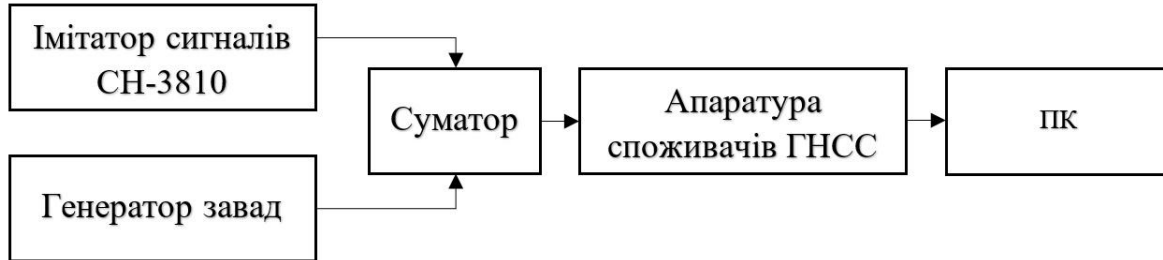 Імітатор сигналів
СН-3810
Суматор
Апаратура
споживачів ГНСС
ПК
Генератор завад